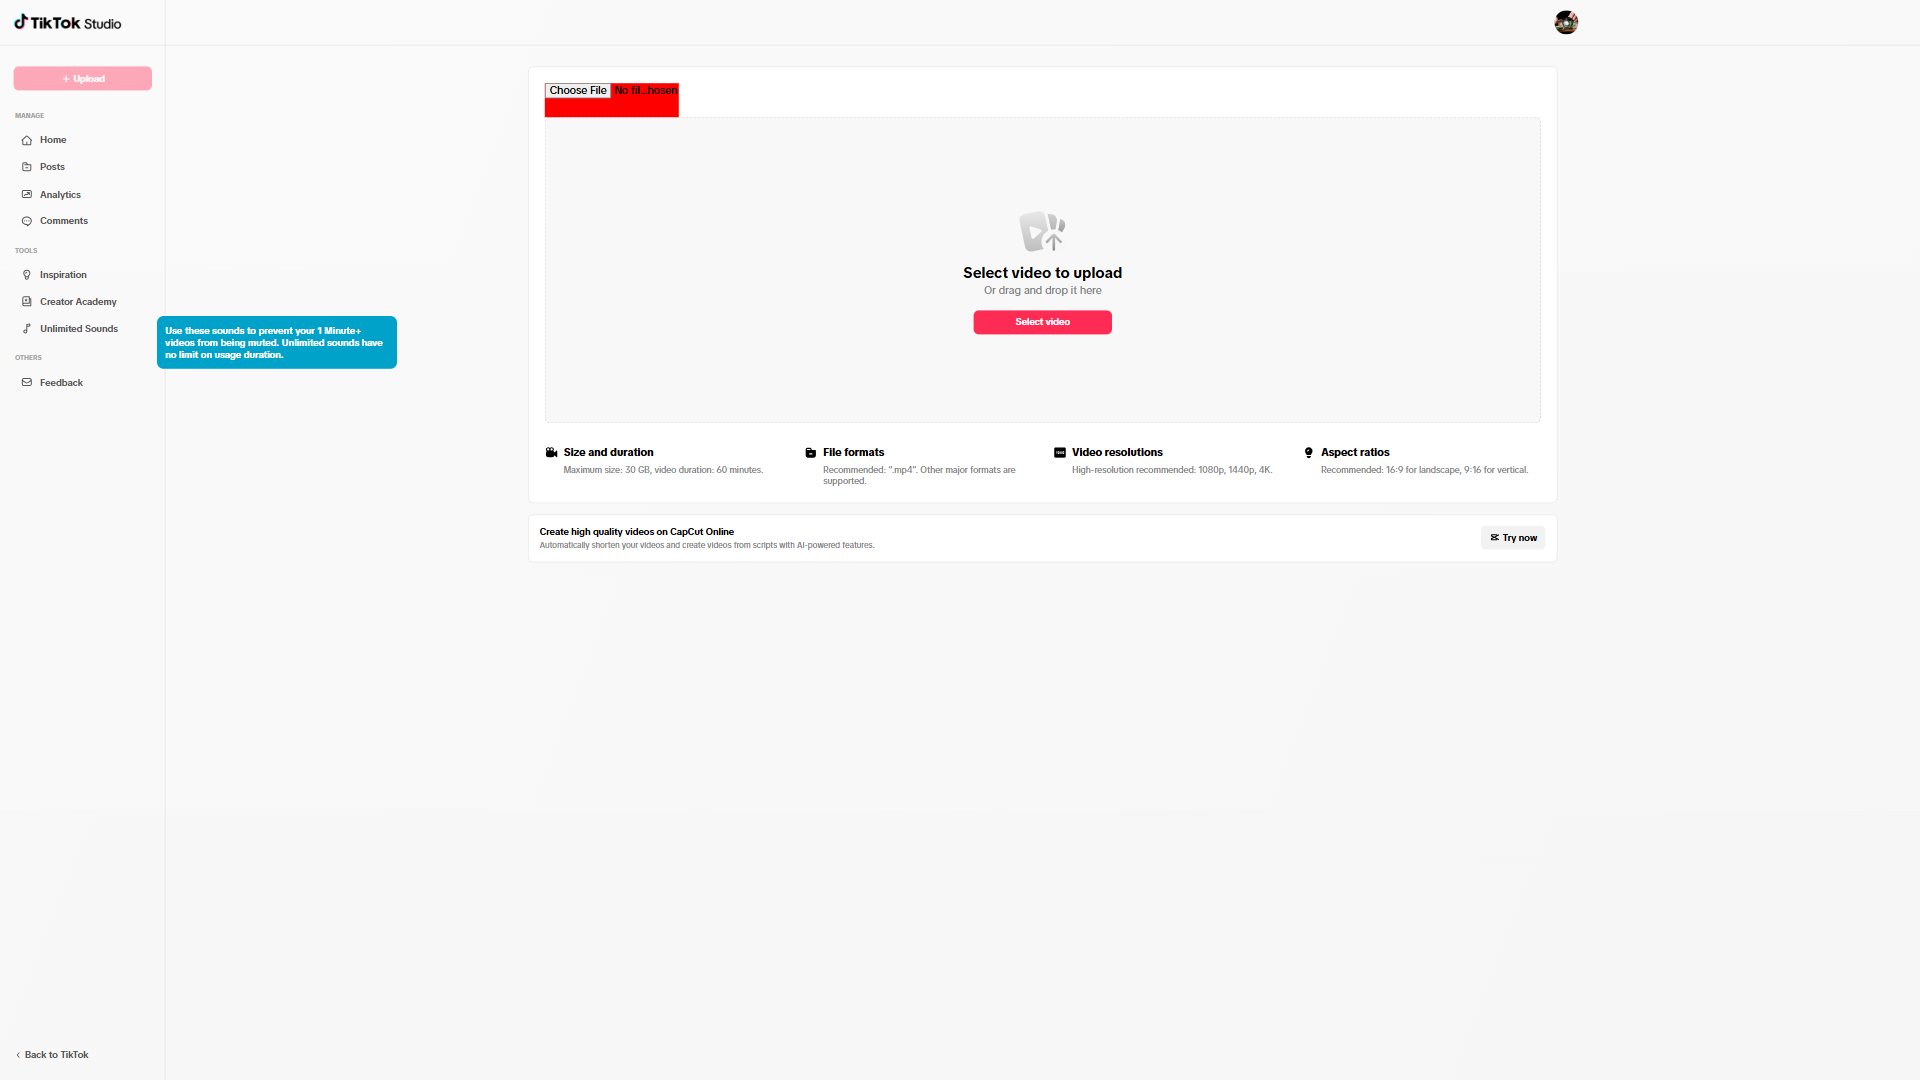 TikTok Studio
+ Upload
MANAGE
Home
Posts
Analytics
Comments
TOOLS
Inspiration
Creator Academy
Unlimited Sounds
OTHERS
Feedback
Use these sounds to prevent your 1 Minute+
videos from being muted. Unlimited sounds have
no limit on usage duration.
Choose File No fil...hosen
Select video to upload
Or drag and drop it here
Select video
Size and duration
Maximum size: 30 GB, video duration: 60 minutes.
File formats
Recommended: ".mp4". Other major formats are
supported.
Video resolutions
High-resolution recommended: 1080p, 1440p, 4K.
Aspect ratios
Recommended: 16:9 for landscape, 9:16 for vertical.
Create high quality videos on CapCut Online
Automatically shorten your videos and create videos from scripts with AI-powered features.
Try now
Back to TikTok